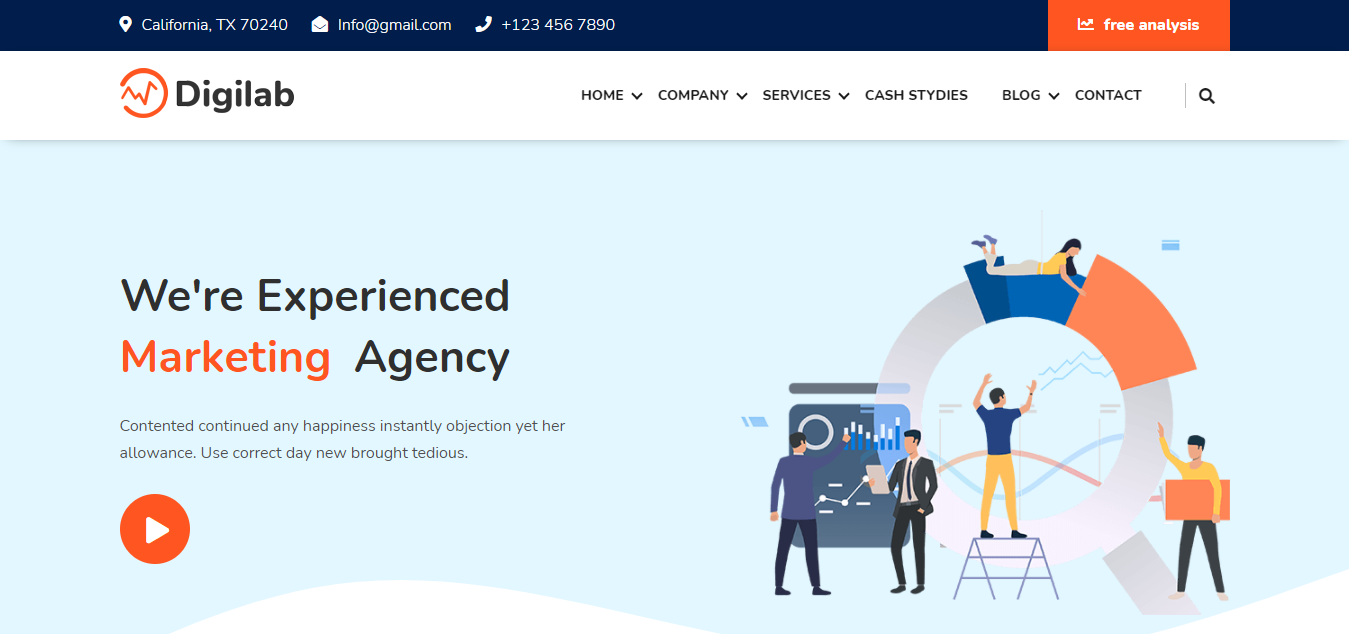 California, TX 70240 Info@gmail.com +123 456 7890 free analysis
Digilab HOME COMPANY SERVICES CASH STYDIES BLOG CONTACT
We're Experienced
Marketing Agency
Contented continued any happiness instantly objection yet her
allowance. Use correct day new brought tedious.